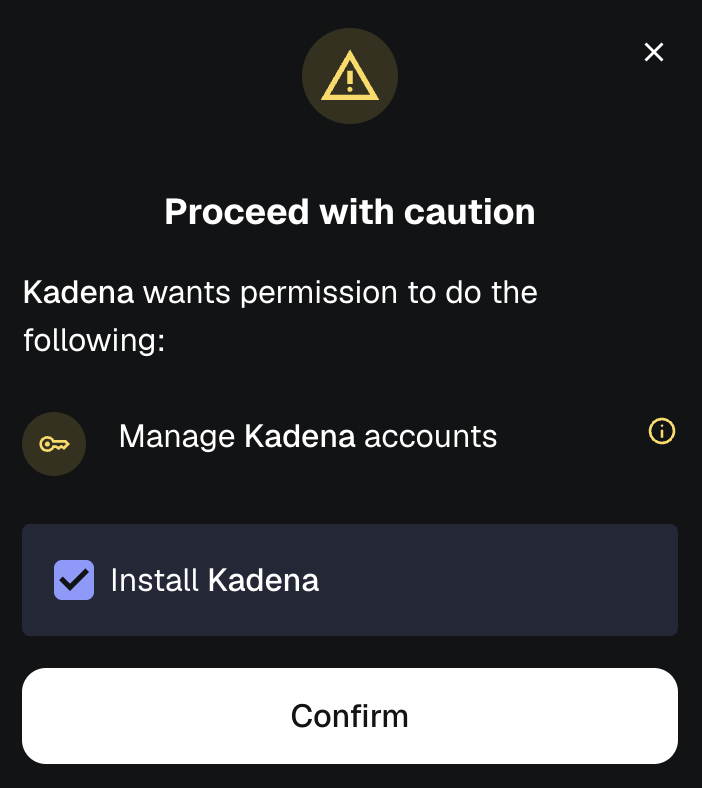 Proceed with caution
Kadena wants permission to do the
following:
Manage Kadena accounts
Install Kadena
Confirm